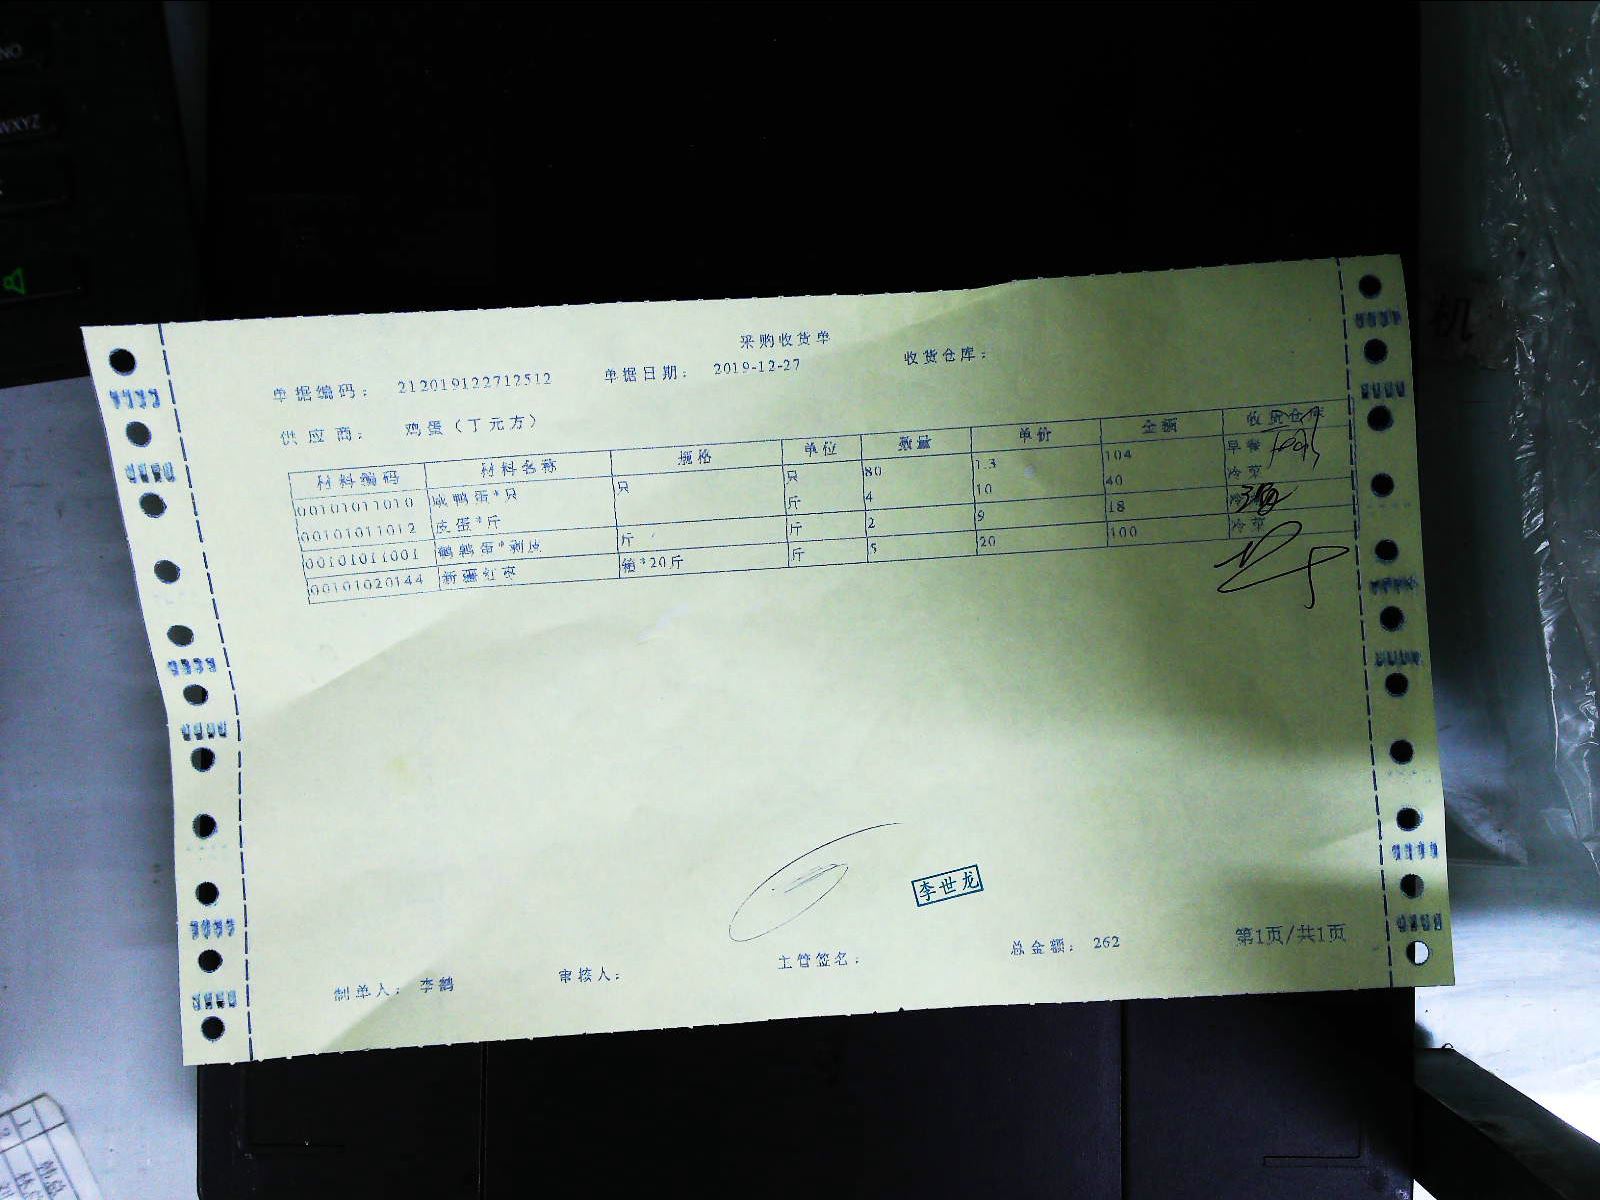 采购收货单
单据编码： 212019122712512 单据日期： 2019-12-27 收货仓库：
供应商： 鸡蛋（丁元方）
材料编码 材料名称 规格 单位 数量 单价 金额 收货仓库
00101011010 咸鸭蛋*只 只 只 80 1.3 104 早餐
00101011012 皮蛋*斤 斤 4 10 40 冷菜
00101011001 鹌鹑蛋*剥皮 斤 斤 2 9 18 冷
00101020144 新疆红枣 箱*20斤 斤 5 20 100 冷菜
李世龙
制单人： 李鹤 审核人： 主管签名： 总金额： 262 第1页/共1页
机
WXYZ